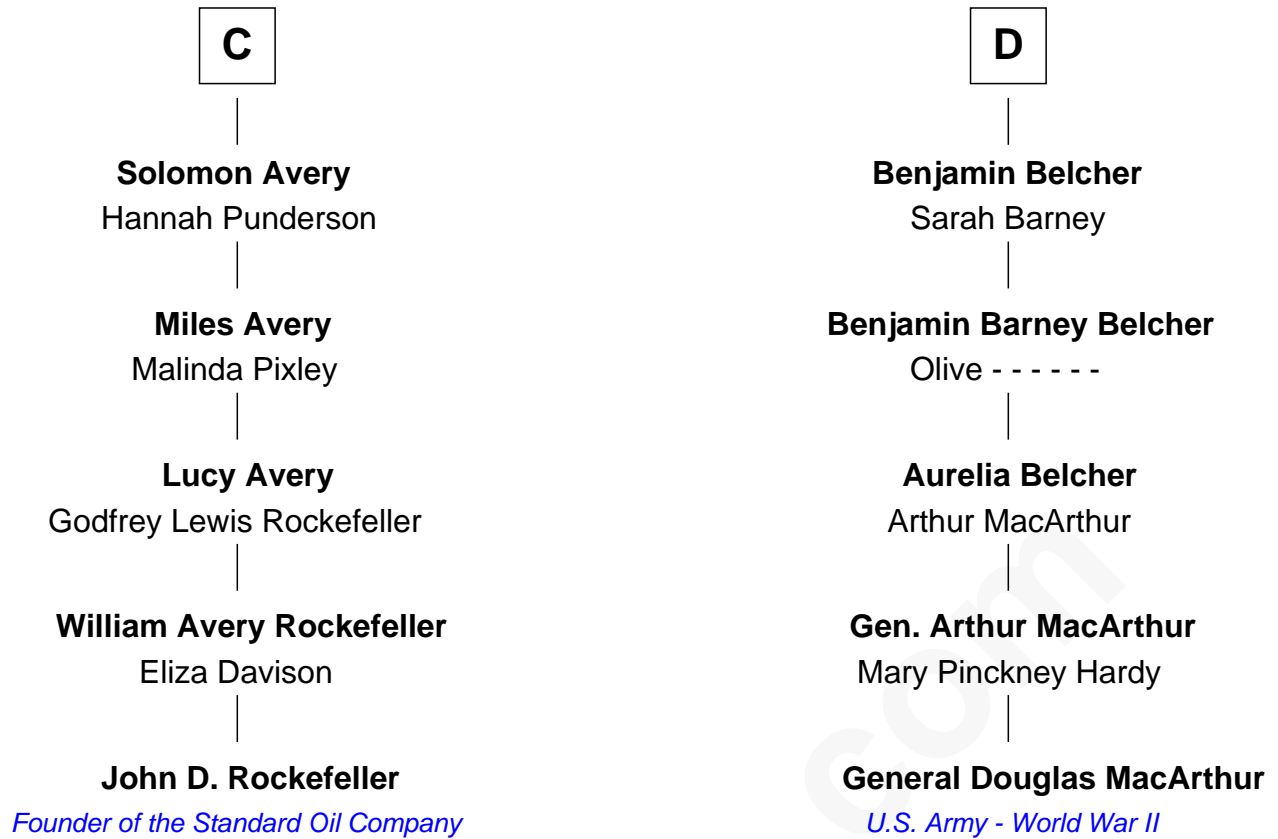 C
Solomon Avery
Hannah Punderson
Miles Avery
Malinda Pixley
Lucy Avery
Godfrey Lewis Rockefeller
William Avery Rockefeller
Eliza Davison
John D. Rockefeller
Founder of the Standard Oil Company
D
Benjamin Belcher
Sarah Barney
Benjamin Barney Belcher
Olive - - - - - -
Aurelia Belcher
Arthur MacArthur
Gen. Arthur MacArthur
Mary Pinckney Hardy
General Douglas MacArthur
U.S. Army - World War II
com